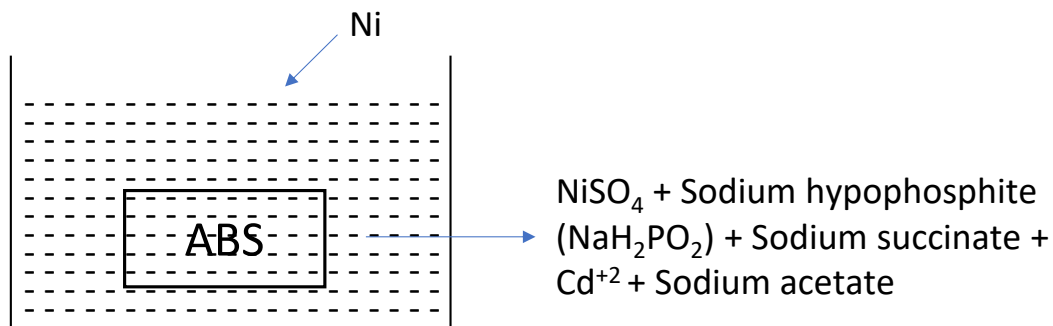 Ni
ABS
NiSO₄ + Sodium hypophosphite
(NaH₂PO₂) + Sodium succinate +
Cd⁺² + Sodium acetate